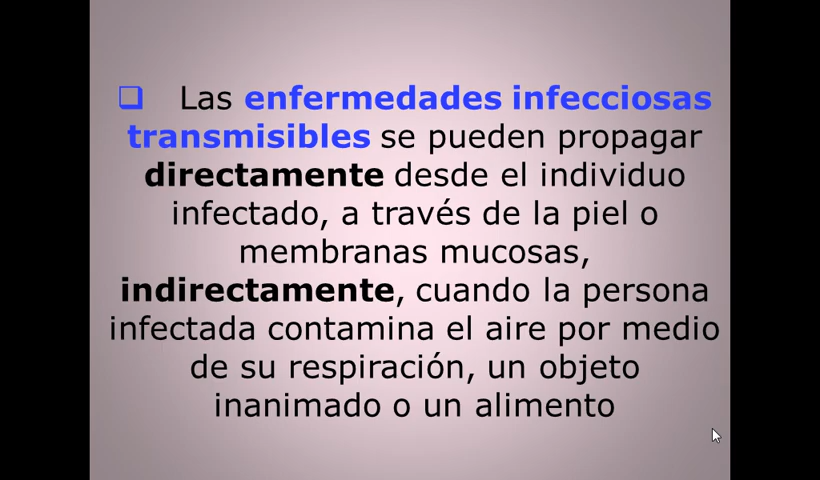 ❑ Las enfermedades infecciosas
transmisibles se pueden propagar
directamente desde el individuo
infectado, a través de la piel o
membranas mucosas,
indirectamente, cuando la persona
infectada contamina el aire por medio
de su respiración, un objeto
inanimado o un alimento